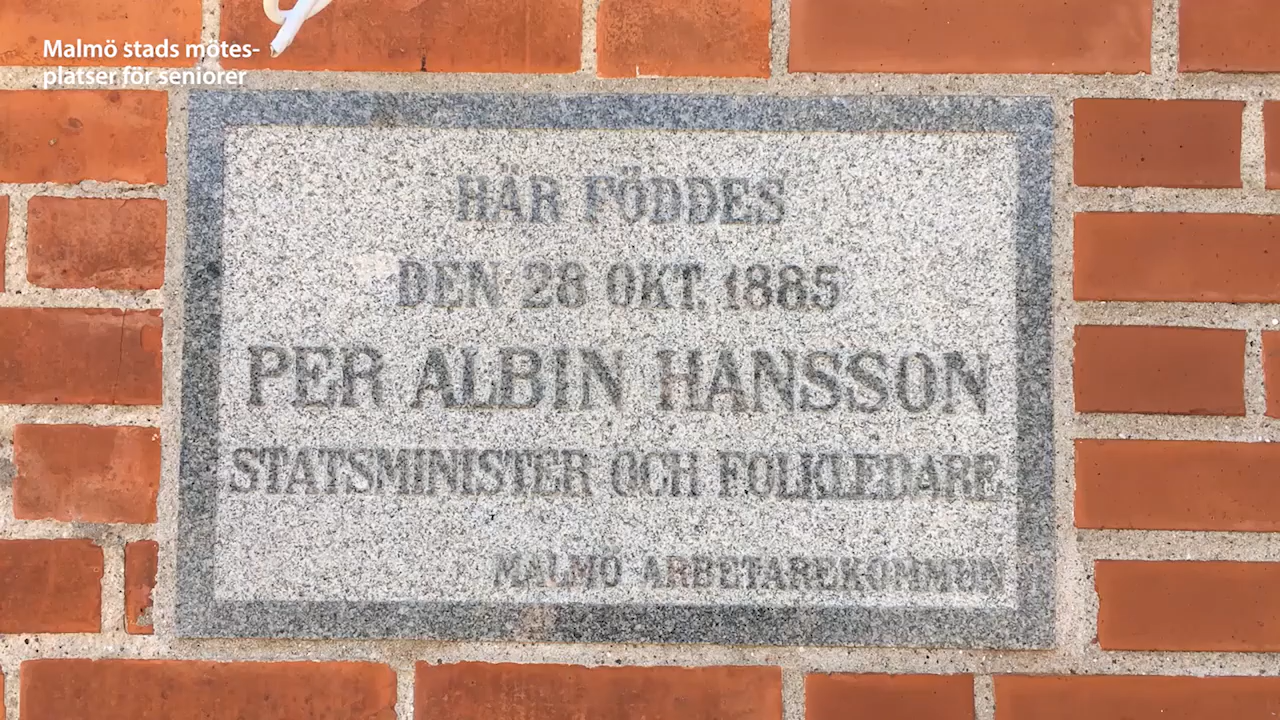 Malmö stads mötes-
platser för seniorer
HÄR FÖDDES
DEN 28 OKT. 1885
PER ALBIN HANSSON
STATSMINISTER OCH FOLKLEDARE
MALMÖ ARBETAREKOMMUN